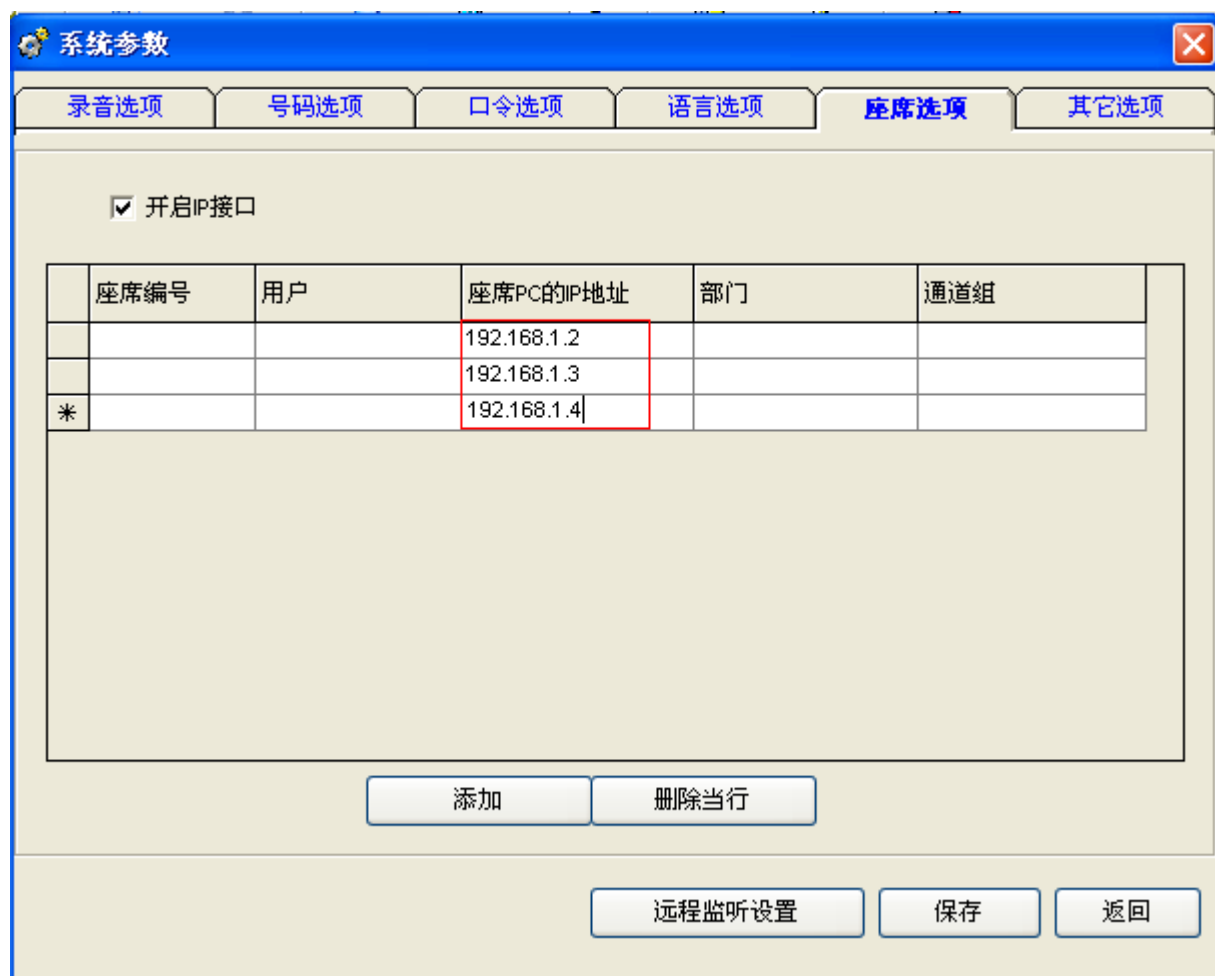 系统参数
录音选项 号码选项 口令选项 语言选项 座席选项 其它选项
开启IP接口
座席编号 用户 座席PC的IP地址 部门 通道组
192.168.1.2
192.168.1.3
192.168.1.4
添加 删除当行
远程监听设置 保存 返回